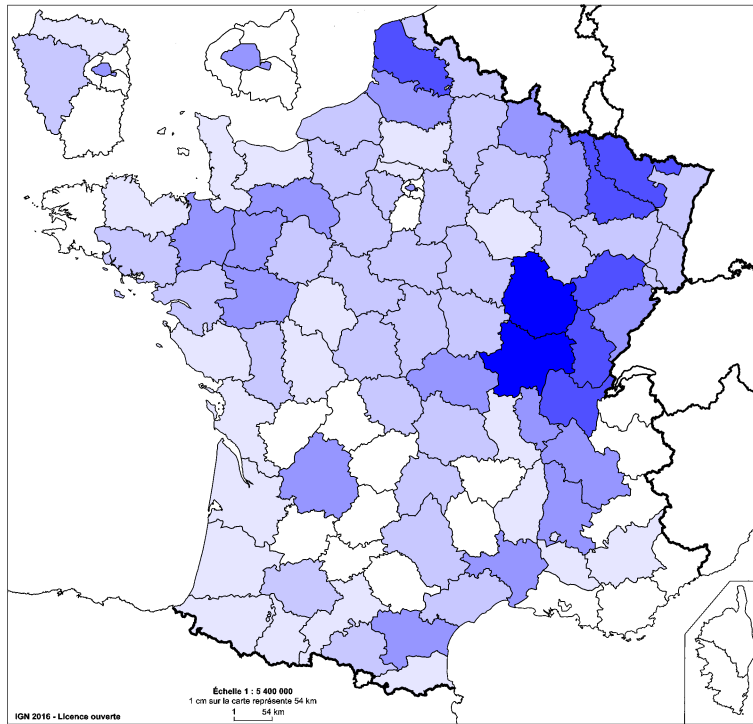 Échelle 1 : 5 400 000
1 cm sur la carte représente 54 km
1 54 km
IGN 2016 - Licence ouverte